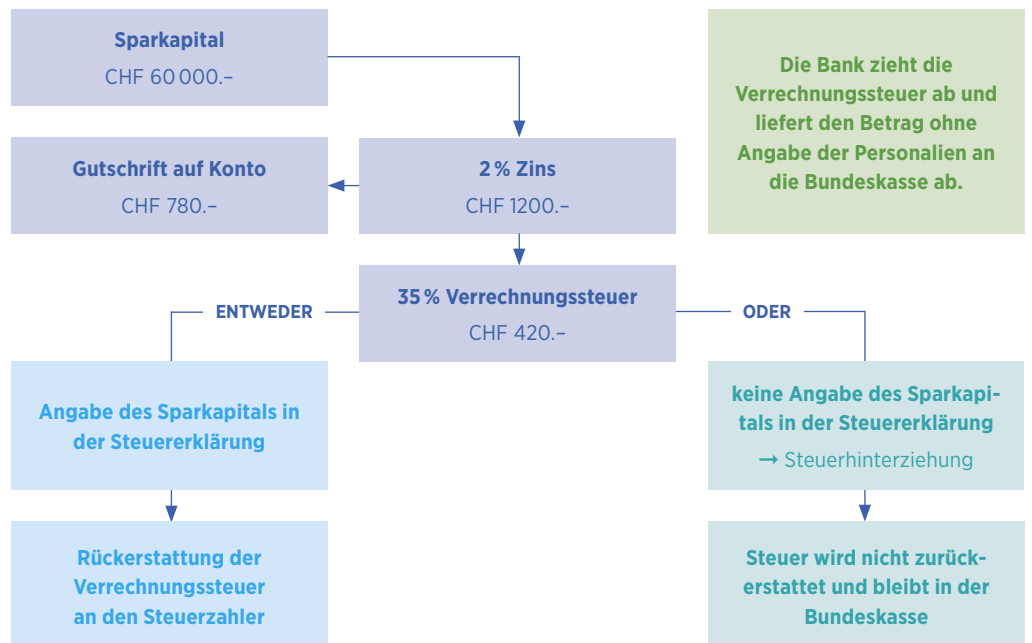 Sparkapital
CHF 60 000.–
Die Bank zieht die
Verrechnungssteuer ab und
liefert den Betrag ohne
Angabe der Personalien an
die Bundeskasse ab.
Gutschrift auf Konto
CHF 780.–
2 % Zins
CHF 1200.–
35 % Verrechnungssteuer
CHF 420.–
ENTWEDER
ODER
Angabe des Sparkapitals in
der Steuererklärung
keine Angabe des Sparkapi-
tals in der Steuererklärung
→ Steuerhinterziehung
Rückerstattung der
Verrechnungssteuer
an den Steuerzahler
Steuer wird nicht zurück-
erstattet und bleibt in der
Bundeskasse